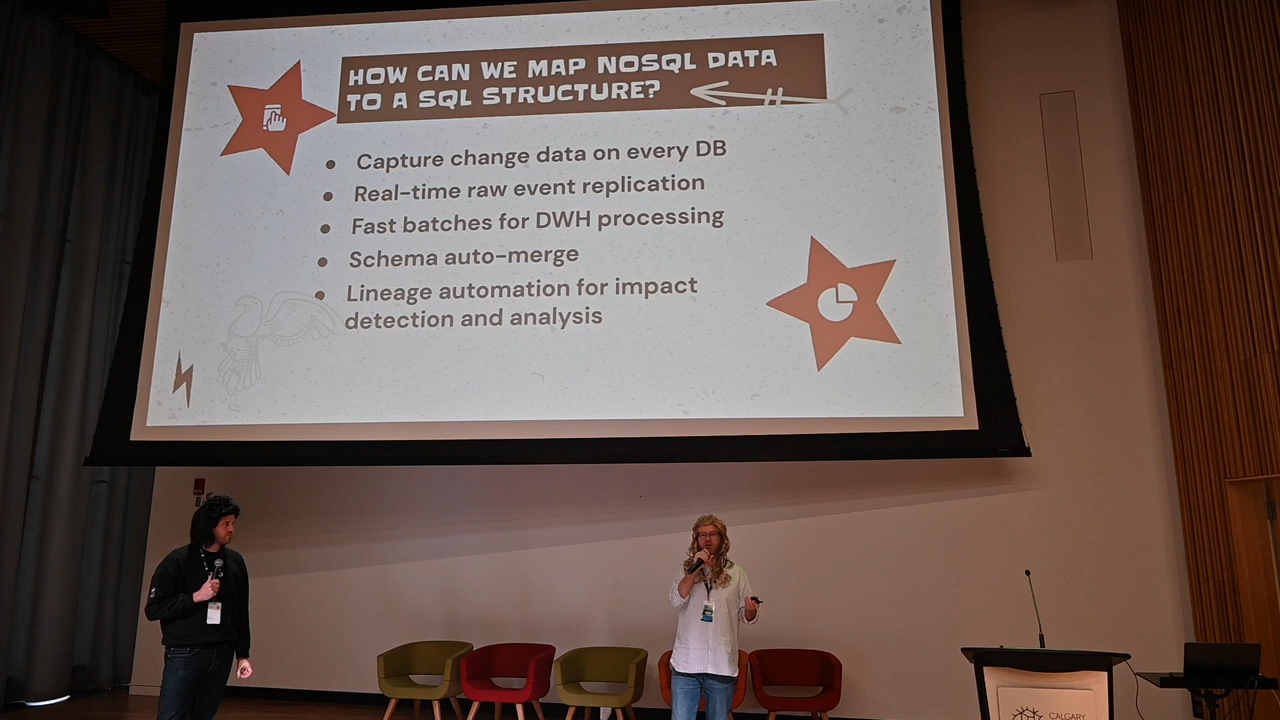 HOW CAN WE MAP NOSQL DATA
TO A SQL STRUCTURE?
● Capture change data on every DB
● Real-time raw event replication
● Fast batches for DWH processing
● Schema auto-merge
● Lineage automation for impact
detection and analysis
CALGARY